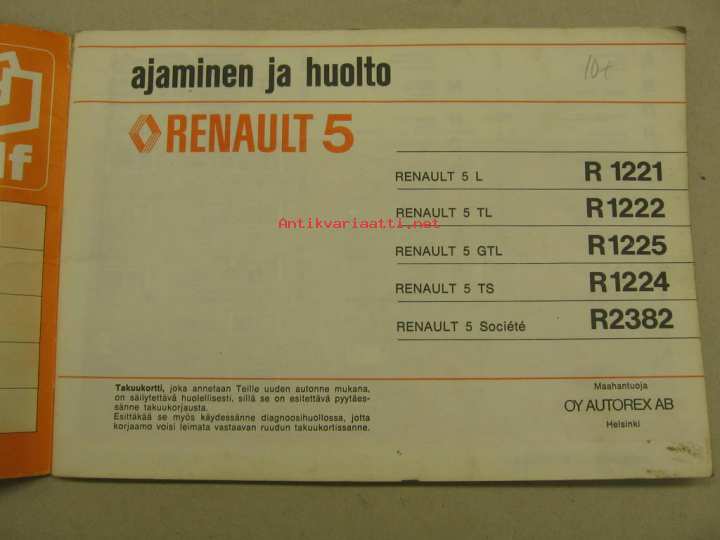 ajaminen ja huolto
10+
RENAULT 5
RENAULT 5 L R 1221
RENAULT 5 TL R 1222
Antikvariaatti.net
RENAULT 5 GTL R1225
RENAULT 5 TS R1224
RENAULT 5 Société R2382
Takuukortti, joka annetaan Teille uuden autonne mukana,
on säilytettävä huolellisesti, sillä se on esitettävä pyytäes-
sänne takuukorjausta.
Esittäkää se myös käydessänne diagnoosihuollossa, jotta
korjaamo voisi leimata vastaavan ruudun takuukortissanne.
Maahantuoja
OY AUTOREX AB
Helsinki
lf